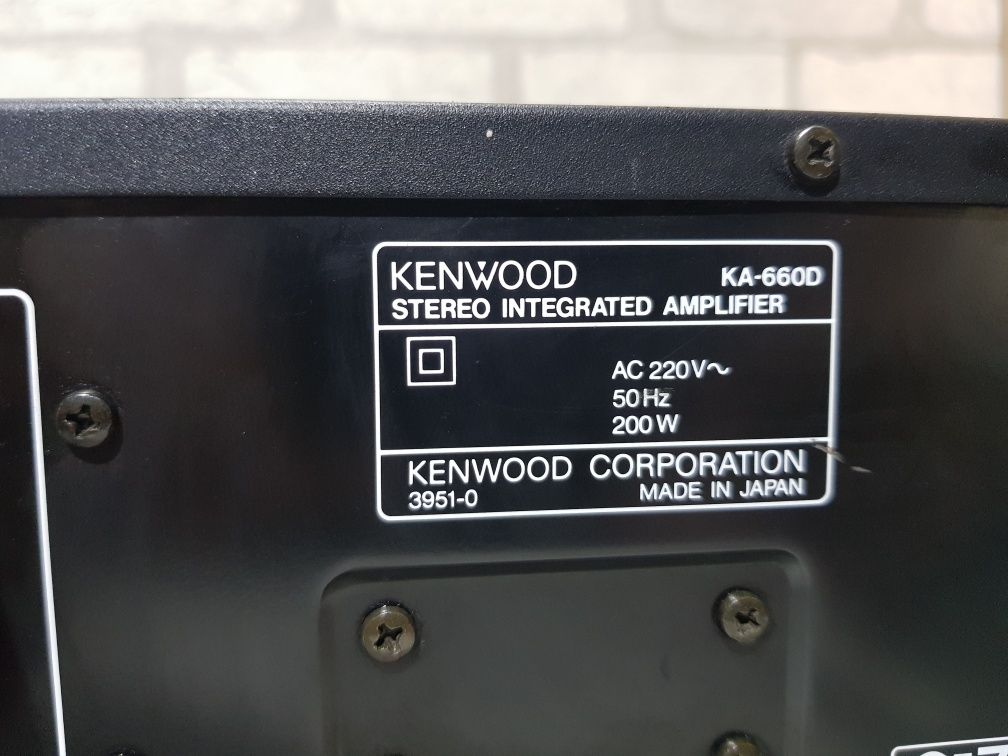 KENWOOD KA-660D
STEREO INTEGRATED AMPLIFIER
AC 220V~
50Hz
200W
KENWOOD CORPORATION
3951-0 MADE IN JAPAN